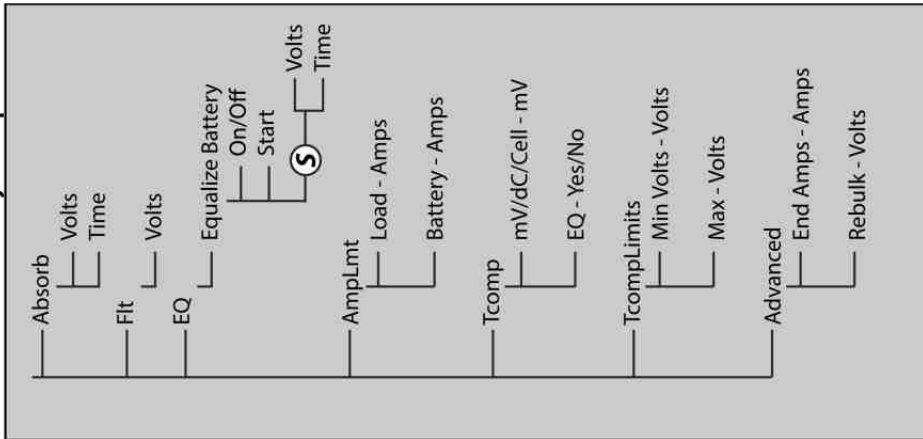 Absorb
Volts
Time
Flt
Volts
EQ
Equalize Battery
On/Off
Start
S
Volts
Time
AmpLmt
Load - Amps
Battery - Amps
Tcomp
mV/dC/Cell - mV
EQ - Yes/No
TcompLimits
Min Volts - Volts
Max - Volts
Advanced
End Amps - Amps
Rebulk - Volts